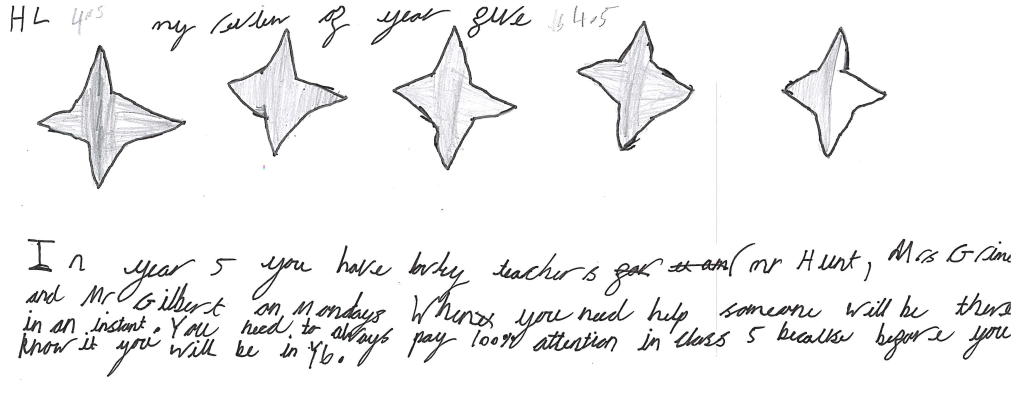 HL 4.5 my review of year give 4.5
In year 5 you have lovley teachers (mr Hunt, Mrs Grime
and Mr Gilbert on Mondays When you need help someone will be there
in an instant. You need to always pay 100% attention in class 5 because before you
know it you will be in Y6.